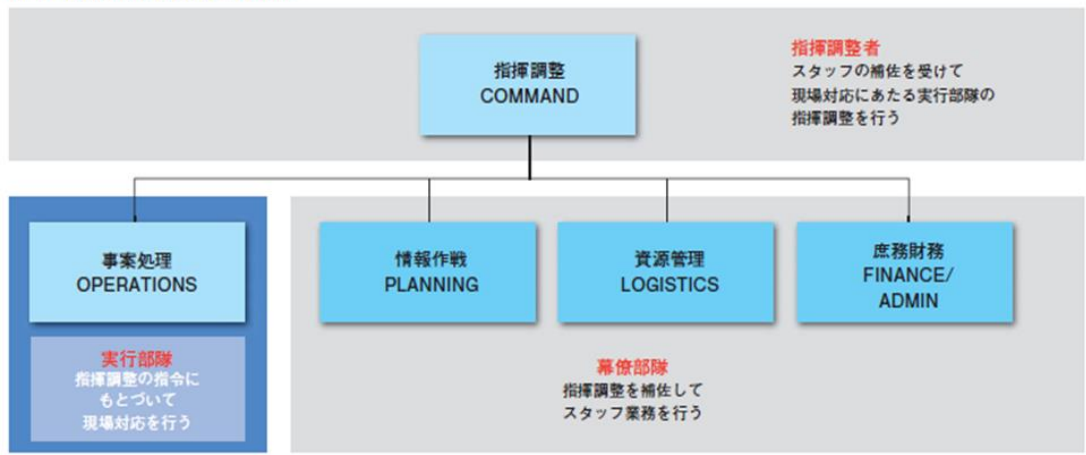 指揮調整
COMMAND
指揮調整者
スタッフの補佐を受けて
現場対応にあたる実行部隊の
指揮調整を行う
事案処理
OPERATIONS
実行部隊
指揮調整の指令に
もとづいて
現場対応を行う
情報作戦
PLANNING
資源管理
LOGISTICS
庶務財務
FINANCE/
ADMIN
幕僚部隊
指揮調整を補佐して
スタッフ業務を行う